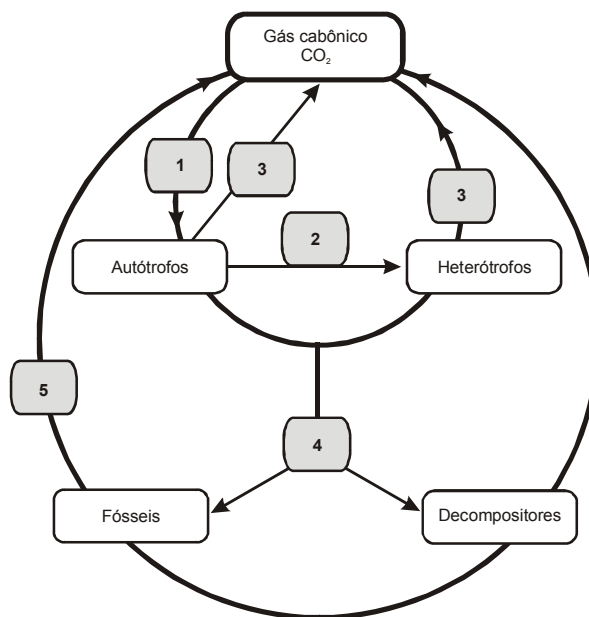 Gás cabônico
CO₂
1
3
3
2
Autótrofos
Heterótrofos
5
4
Fósseis
Decompositores